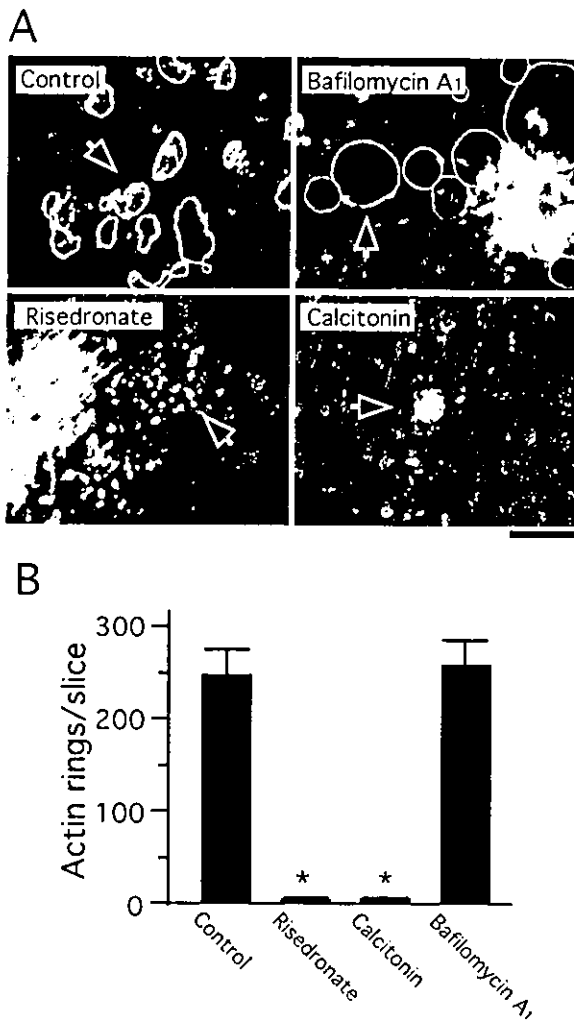 A
Control
Bafilomycin A1
Risedronate
Calcitonin
B
Actin rings/slice
300
200
100
0
* *
Control
Risedronate
Calcitonin
Bafilomycin A1